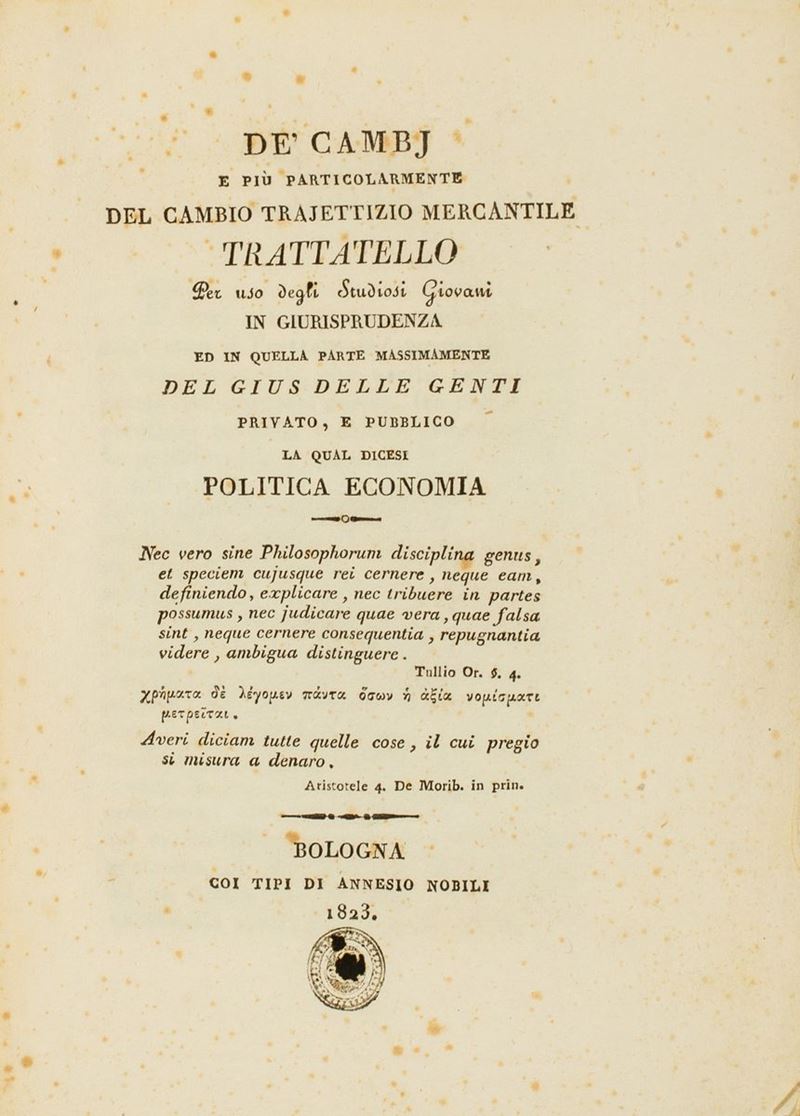 DE' CAMBJ
E PIÙ PARTICOLARMENTE
DEL CAMBIO TRAJETTIZIO MERCANTILE
TRATTATELLO
Per uso degli Studiosi Giovani
IN GIURISPRUDENZA
ED IN QUELLA PARTE MASSIMAMENTE
DEL GIUS DELLE GENTI
PRIVATO, E PUBBLICO
LA QUAL DICESI
POLITICA ECONOMIA
Nec vero sine Philosophorum disciplina genus,
et speciem cujusque rei cernere, neque eam,
definiendo, explicare, nec tribuere in partes
possumus, nec judicare quae vera, quae falsa
sint, neque cernere consequentia, repugnantia
videre, ambigua distinguere.
Tullio Or. §. 4.
χρήματα δὲ λέγομεν πάντα ὅσων ἡ ἀξία νομίσματι
μετρεῖται.
Averi diciam tutte quelle cose, il cui pregio
si misura a denaro.
Aristotele 4. De Morib. in prin.
BOLOGNA
COI TIPI DI ANNESIO NOBILI
1823.